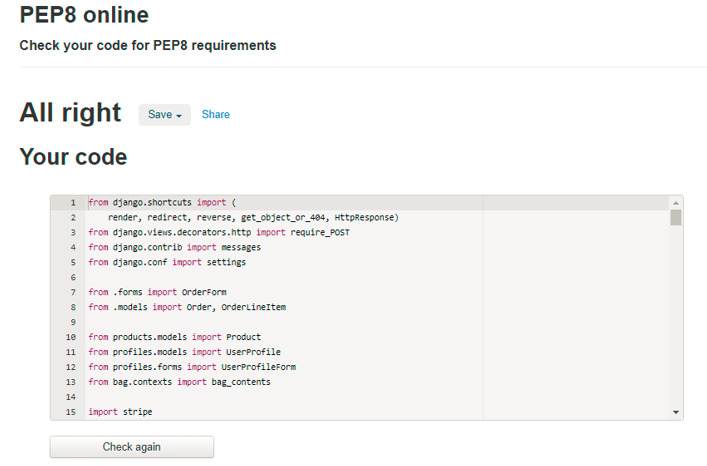 PEP8 online
Check your code for PEP8 requirements
All right Save Share
Your code
1 from django.shortcuts import (
2 render, redirect, reverse, get_object_or_404, HttpResponse)
3 from django.views.decorators.http import require_POST
4 from django.contrib import messages
5 from django.conf import settings
6
7 from .forms import OrderForm
8 from .models import Order, OrderLineItem
9
10 from products.models import Product
11 from profiles.models import UserProfile
12 from profiles.forms import UserProfileForm
13 from bag.contexts import bag_contents
14
15 import stripe
Check again